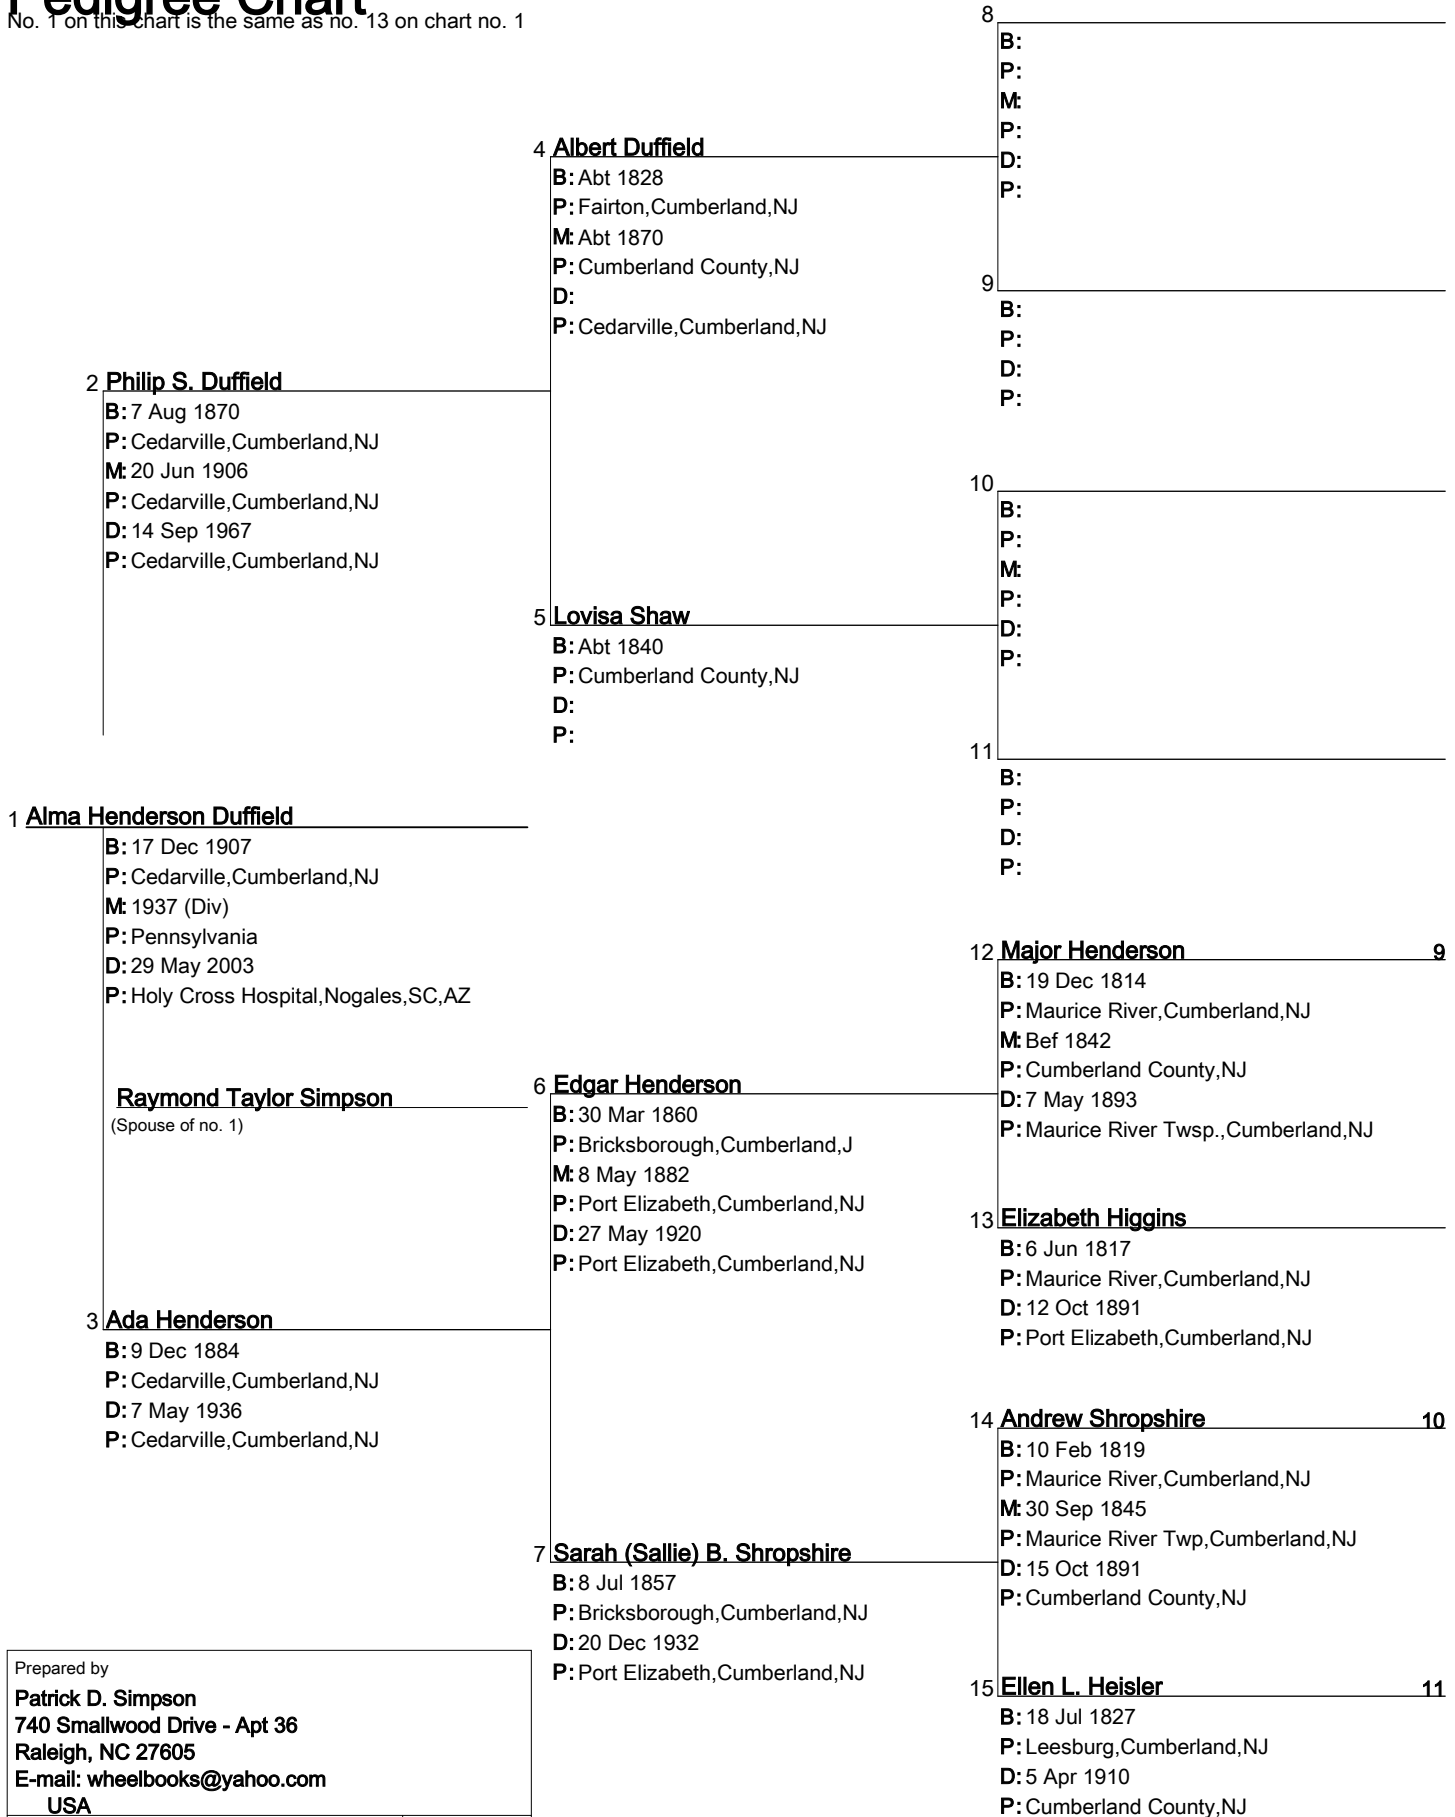 Pedigree Chart
No. 1 on this chart is the same as no. 13 on chart no. 1
8
B:
P:
M:
P:
D:
P:
4 Albert Duffield
B: Abt 1828
P: Fairton,Cumberland,NJ
M: Abt 1870
P: Cumberland County,NJ
D:
P: Cedarville,Cumberland,NJ
9
B:
P:
D:
P:
2 Philip S. Duffield
B: 7 Aug 1870
P: Cedarville,Cumberland,NJ
M: 20 Jun 1906
P: Cedarville,Cumberland,NJ
D: 14 Sep 1967
P: Cedarville,Cumberland,NJ
10
B:
P:
M:
P:
D:
P:
5 Lovisa Shaw
B: Abt 1840
P: Cumberland County,NJ
D:
P:
11
B:
P:
D:
P:
1 Alma Henderson Duffield
B: 17 Dec 1907
P: Cedarville,Cumberland,NJ
M: 1937 (Div)
P: Pennsylvania
D: 29 May 2003
P: Holy Cross Hospital,Nogales,SC,AZ
Raymond Taylor Simpson
(Spouse of no. 1)
12 Major Henderson 9
B: 19 Dec 1814
P: Maurice River,Cumberland,NJ
M: Bef 1842
P: Cumberland County,NJ
D: 7 May 1893
P: Maurice River Twsp.,Cumberland,NJ
6 Edgar Henderson
B: 30 Mar 1860
P: Bricksborough,Cumberland,J
M: 8 May 1882
P: Port Elizabeth,Cumberland,NJ
D: 27 May 1920
P: Port Elizabeth,Cumberland,NJ
13 Elizabeth Higgins
B: 6 Jun 1817
P: Maurice River,Cumberland,NJ
D: 12 Oct 1891
P: Port Elizabeth,Cumberland,NJ
3 Ada Henderson
B: 9 Dec 1884
P: Cedarville,Cumberland,NJ
D: 7 May 1936
P: Cedarville,Cumberland,NJ
14 Andrew Shropshire 10
B: 10 Feb 1819
P: Maurice River,Cumberland,NJ
M: 30 Sep 1845
P: Maurice River Twp,Cumberland,NJ
D: 15 Oct 1891
P: Cumberland County,NJ
7 Sarah (Sallie) B. Shropshire
B: 8 Jul 1857
P: Bricksborough,Cumberland,NJ
D: 20 Dec 1932
P: Port Elizabeth,Cumberland,NJ
15 Ellen L. Heisler 11
B: 18 Jul 1827
P: Leesburg,Cumberland,NJ
D: 5 Apr 1910
P: Cumberland County,NJ
Prepared by
Patrick D. Simpson
740 Smallwood Drive - Apt 36
Raleigh, NC 27605
E-mail: wheelbooks@yahoo.com
USA